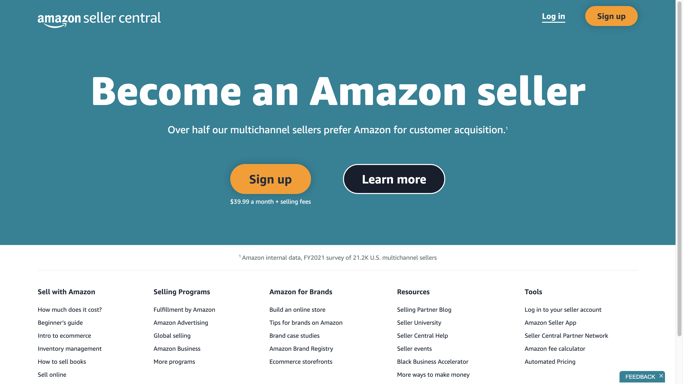 amazon seller central
Log in
Sign up
Become an Amazon seller
Over half our multichannel sellers prefer Amazon for customer acquisition.¹
Sign up
Learn more
$39.99 a month + selling fees
¹ Amazon internal data, FY2021 survey of 21.2K U.S. multichannel sellers
Sell with Amazon
How much does it cost?
Beginner's guide
Intro to ecommerce
Inventory management
How to sell books
Sell online
Selling Programs
Fulfillment by Amazon
Amazon Advertising
Global selling
Amazon Business
More programs
Amazon for Brands
Build an online store
Tips for brands on Amazon
Brand case studies
Amazon Brand Registry
Ecommerce storefronts
Resources
Selling Partner Blog
Seller University
Seller Central Help
Seller events
Black Business Accelerator
More ways to make money
Tools
Log in to your seller account
Amazon Seller App
Seller Central Partner Network
Amazon fee calculator
Automated Pricing
FEEDBACK